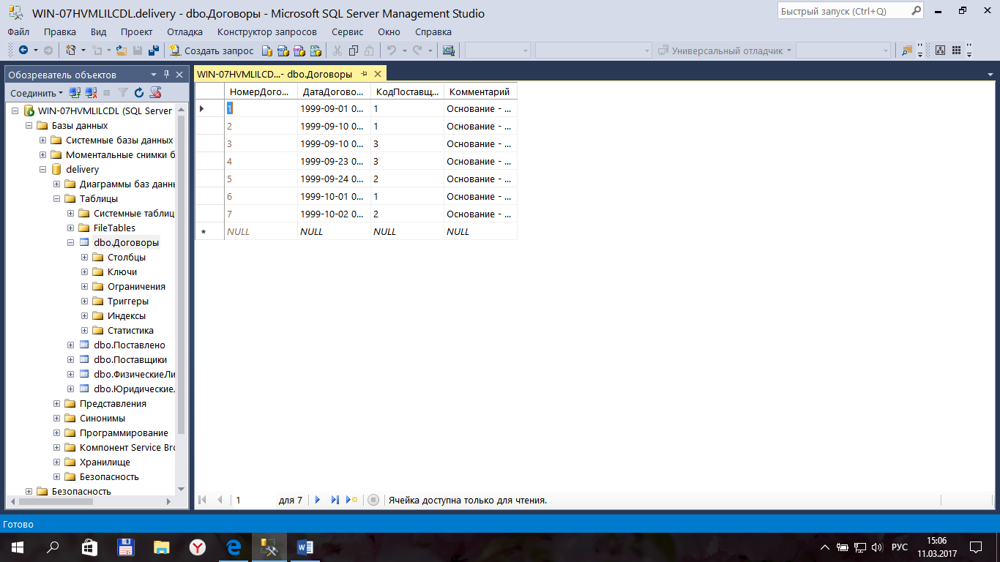 WIN-07HVMLILCDL.delivery - dbo.Договоры - Microsoft SQL Server Management Studio
Быстрый запуск (Ctrl+Q)
Файл Правка Вид Проект Отладка Конструктор запросов Сервис Окно Справка
Создать запрос Универсальный отладчик
Обозреватель объектов
Соединить
WIN-07HVMLILCDL (SQL Server
Базы данных
Системные базы данных
Моментальные снимки б
delivery
Диаграммы баз данны
Таблицы
Системные таблиц
FileTables
dbo.Договоры
Столбцы
Ключи
Ограничения
Триггеры
Индексы
Статистика
dbo.Поставлено
dbo.Поставщики
dbo.ФизическиеЛи
dbo.Юридические
Представления
Синонимы
Программирование
Компонент Service Bro
Хранилище
Безопасность
Безопасность
WIN-07HVMLILCD...- dbo.Договоры
НомерДого... ДатаДогово... КодПоставщ... Комментарий
1 1999-09-01 0... 1 Основание - ...
2 1999-09-10 0... 1 Основание - ...
3 1999-09-10 0... 3 Основание - ...
4 1999-09-23 0... 3 Основание - ...
5 1999-09-24 0... 2 Основание - ...
6 1999-10-01 0... 1 Основание - ...
7 1999-10-02 0... 2 Основание - ...
NULL NULL NULL NULL
1 для 7 Ячейка доступна только для чтения.
Готово
РУС
15:06
11.03.2017